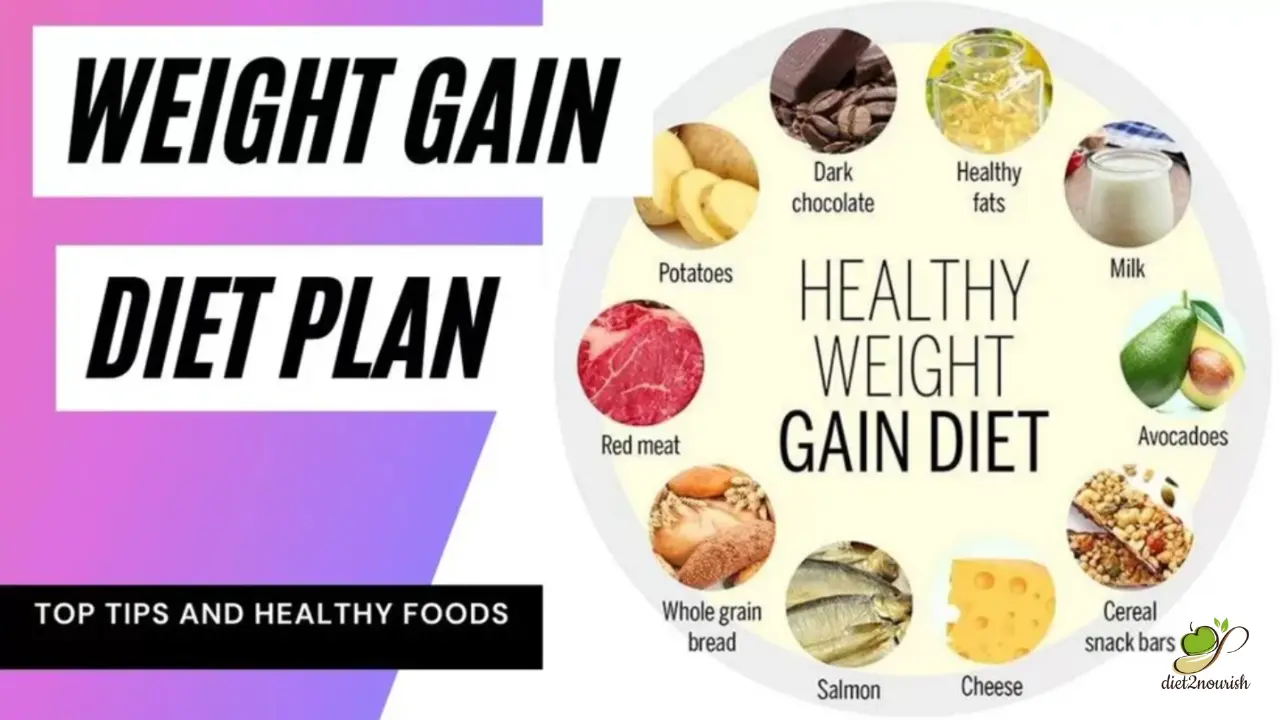 WEIGHT GAIN
DIET PLAN
TOP TIPS AND HEALTHY FOODS
HEALTHY
WEIGHT
GAIN DIET
Dark
chocolate
Healthy
fats
Milk
Avocadoes
Cereal
snack bars
Cheese
Salmon
Whole grain
bread
Red meat
Potatoes
diet2nourish